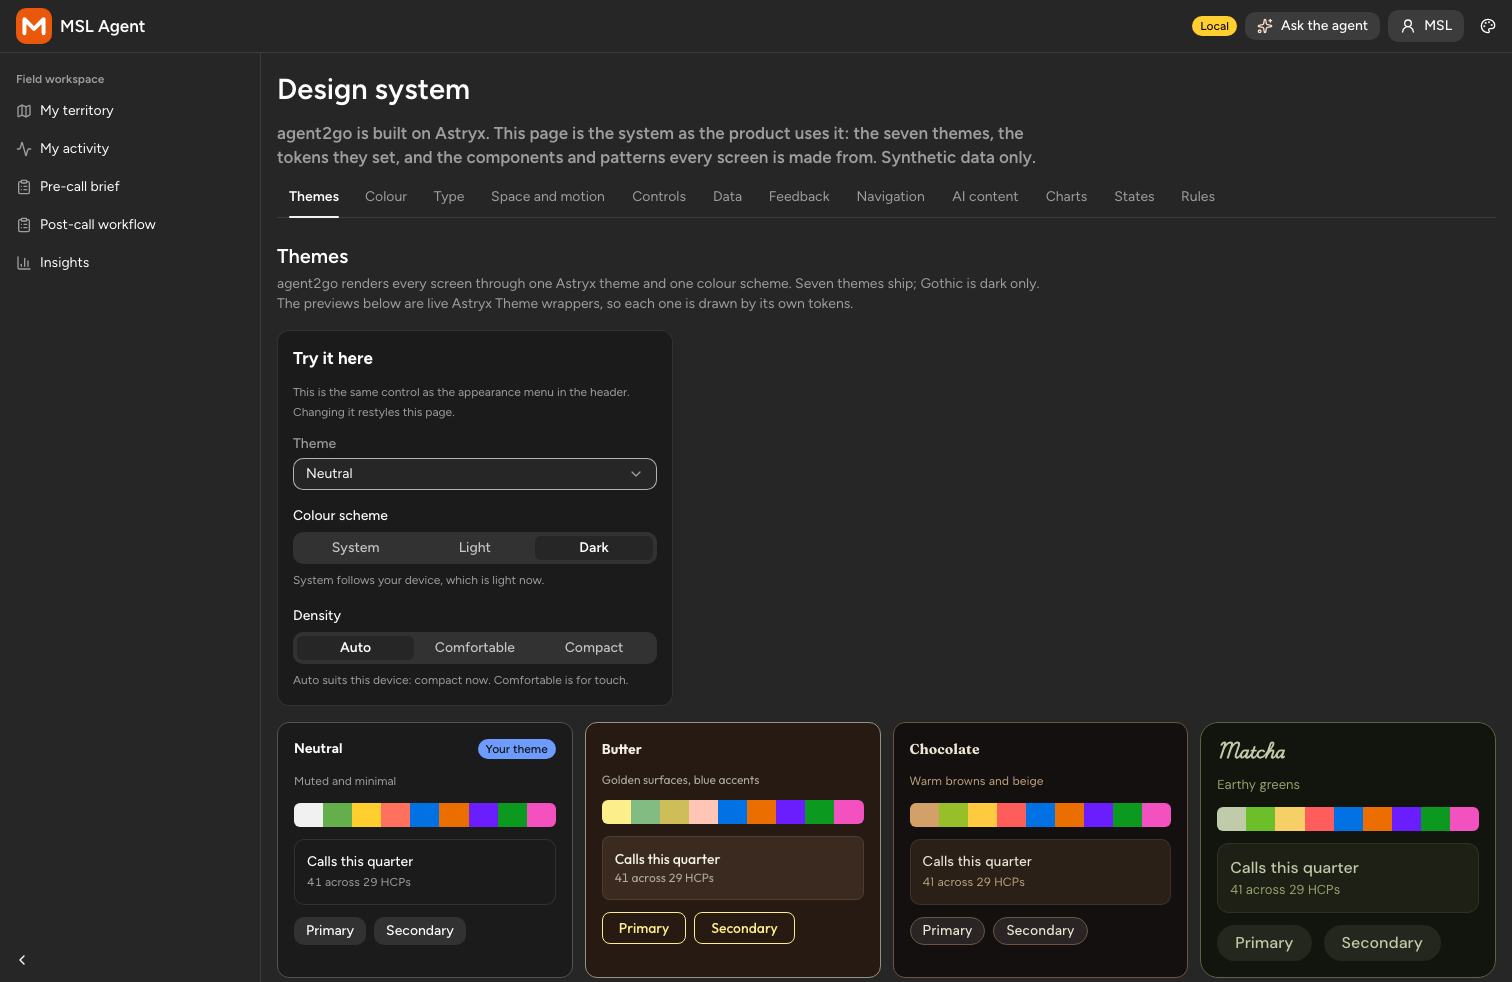 MSL Agent
Local
Ask the agent
MSL
Field workspace
My territory
My activity
Pre-call brief
Post-call workflow
Insights
Design system
agent2go is built on Astryx. This page is the system as the product uses it: the seven themes, the
tokens they set, and the components and patterns every screen is made from. Synthetic data only.
Themes
Colour
Type
Space and motion
Controls
Data
Feedback
Navigation
AI content
Charts
States
Rules
Themes
agent2go renders every screen through one Astryx theme and one colour scheme. Seven themes ship; Gothic is dark only.
The previews below are live Astryx Theme wrappers, so each one is drawn by its own tokens.
Try it here
This is the same control as the appearance menu in the header.
Changing it restyles this page.
Theme
Neutral
Colour scheme
System
Light
Dark
System follows your device, which is light now.
Density
Auto
Comfortable
Compact
Auto suits this device: compact now. Comfortable is for touch.
Neutral
Your theme
Muted and minimal
Calls this quarter
41 across 29 HCPs
Primary
Secondary
Butter
Golden surfaces, blue accents
Calls this quarter
41 across 29 HCPs
Primary
Secondary
Chocolate
Warm browns and beige
Calls this quarter
41 across 29 HCPs
Primary
Secondary
Matcha
Earthy greens
Calls this quarter
41 across 29 HCPs
Primary
Secondary